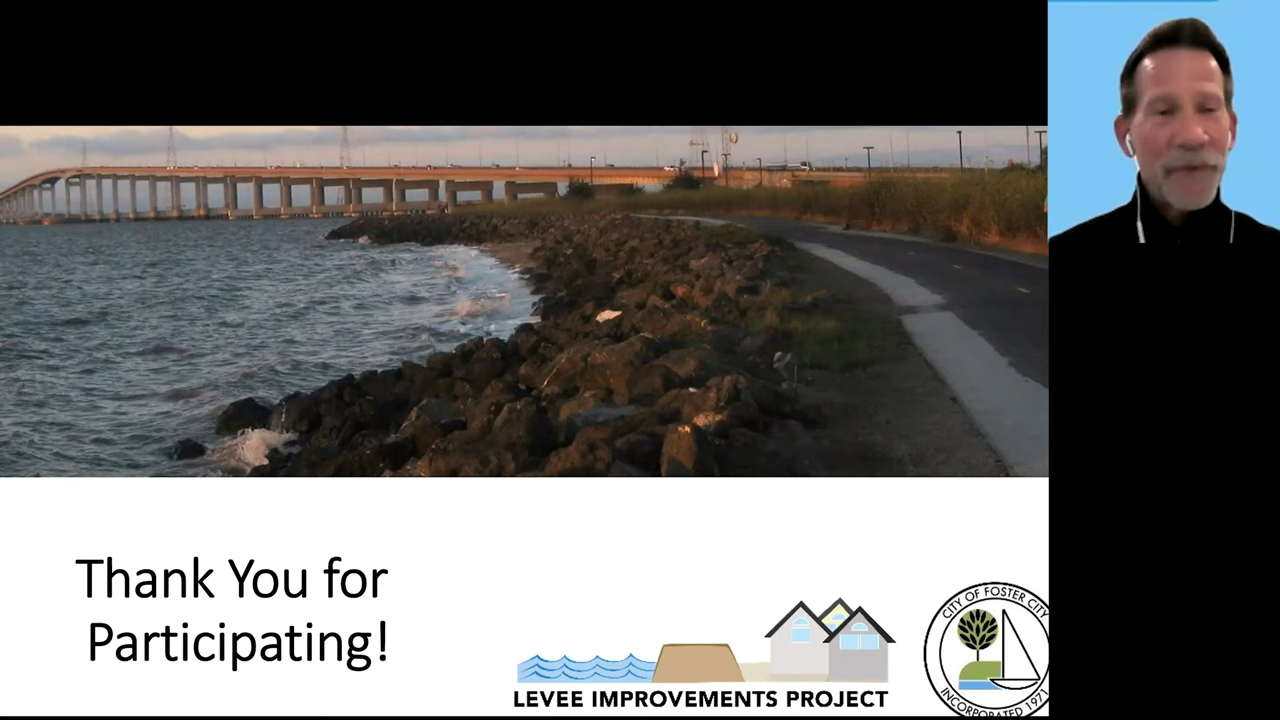 Thank You for
Participating!
LEVEE IMPROVEMENTS PROJECT
CITY OF FOSTER CITY
INCORPORATED 1971